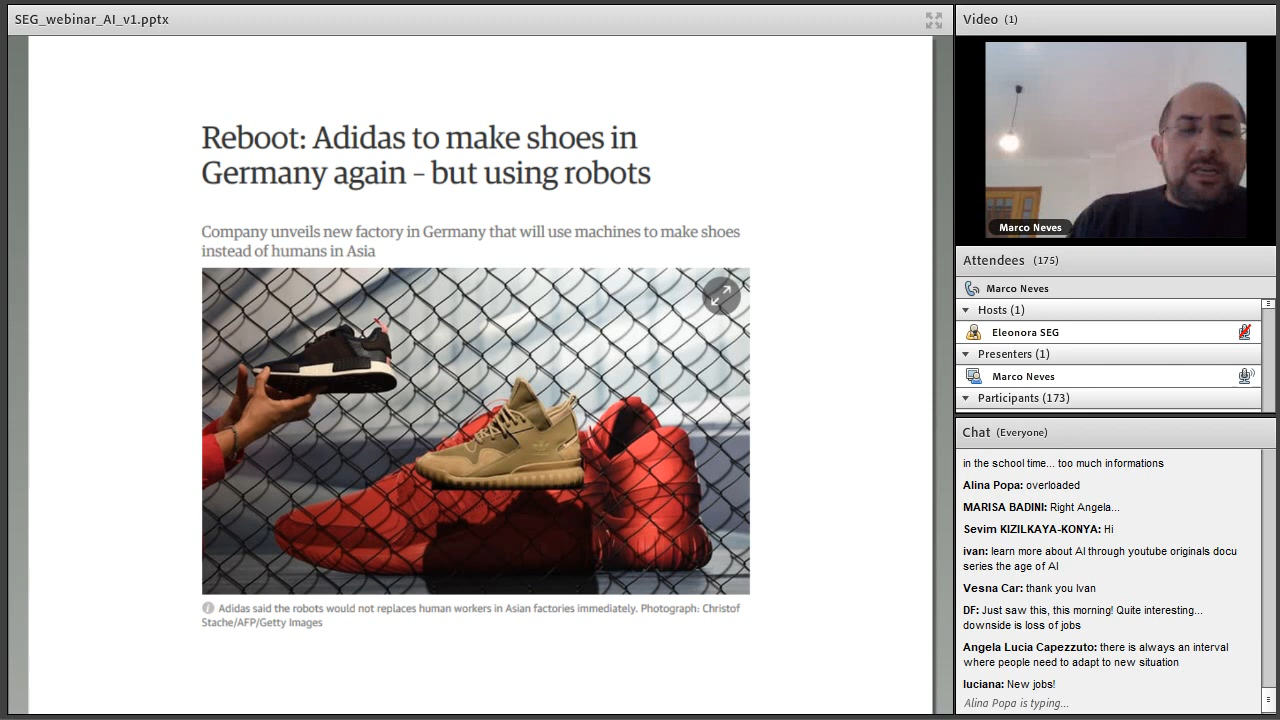 SEG_webinar_AI_v1.pptx
Reboot: Adidas to make shoes in
Germany again – but using robots
Company unveils new factory in Germany that will use machines to make shoes
instead of humans in Asia
Adidas said the robots would not replaces human workers in Asian factories immediately. Photograph: Christof
Stache/AFP/Getty Images
Video (1)
Marco Neves
Attendees (175)
Marco Neves
Hosts (1)
Eleonora SEG
Presenters (1)
Marco Neves
Participants (173)
Chat (Everyone)
in the school time... too much informations
Alina Popa: overloaded
MARISA BADINI: Right Angela...
Sevim KIZILKAYA-KONYA: Hi
ivan: learn more about AI through youtube originals docu
series the age of AI
Vesna Car: thank you Ivan
DF: Just saw this, this morning! Quite interesting...
downside is loss of jobs
Angela Lucia Capezzuto: there is always an interval
where people need to adapt to new situation
luciana: New jobs!
Alina Popa is typing...